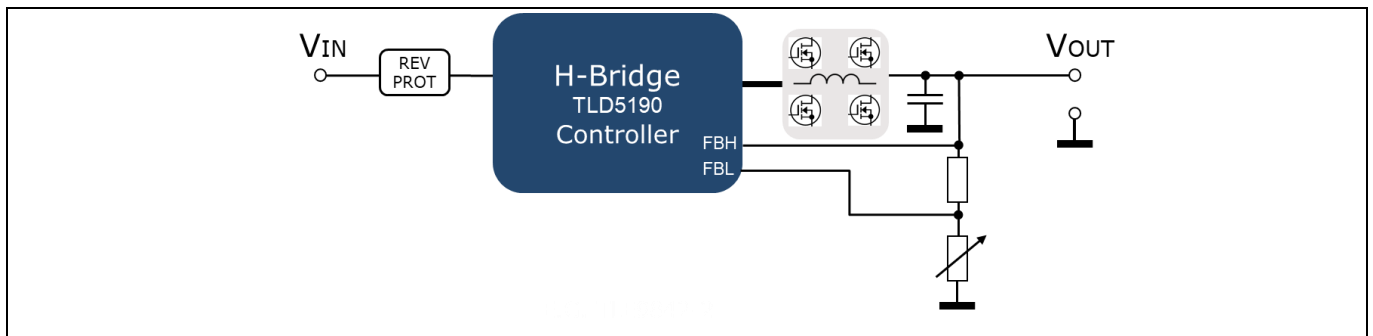 VIN
REV
PROT
H-Bridge
TLD5190
Controller
FBH
FBL
VOUT